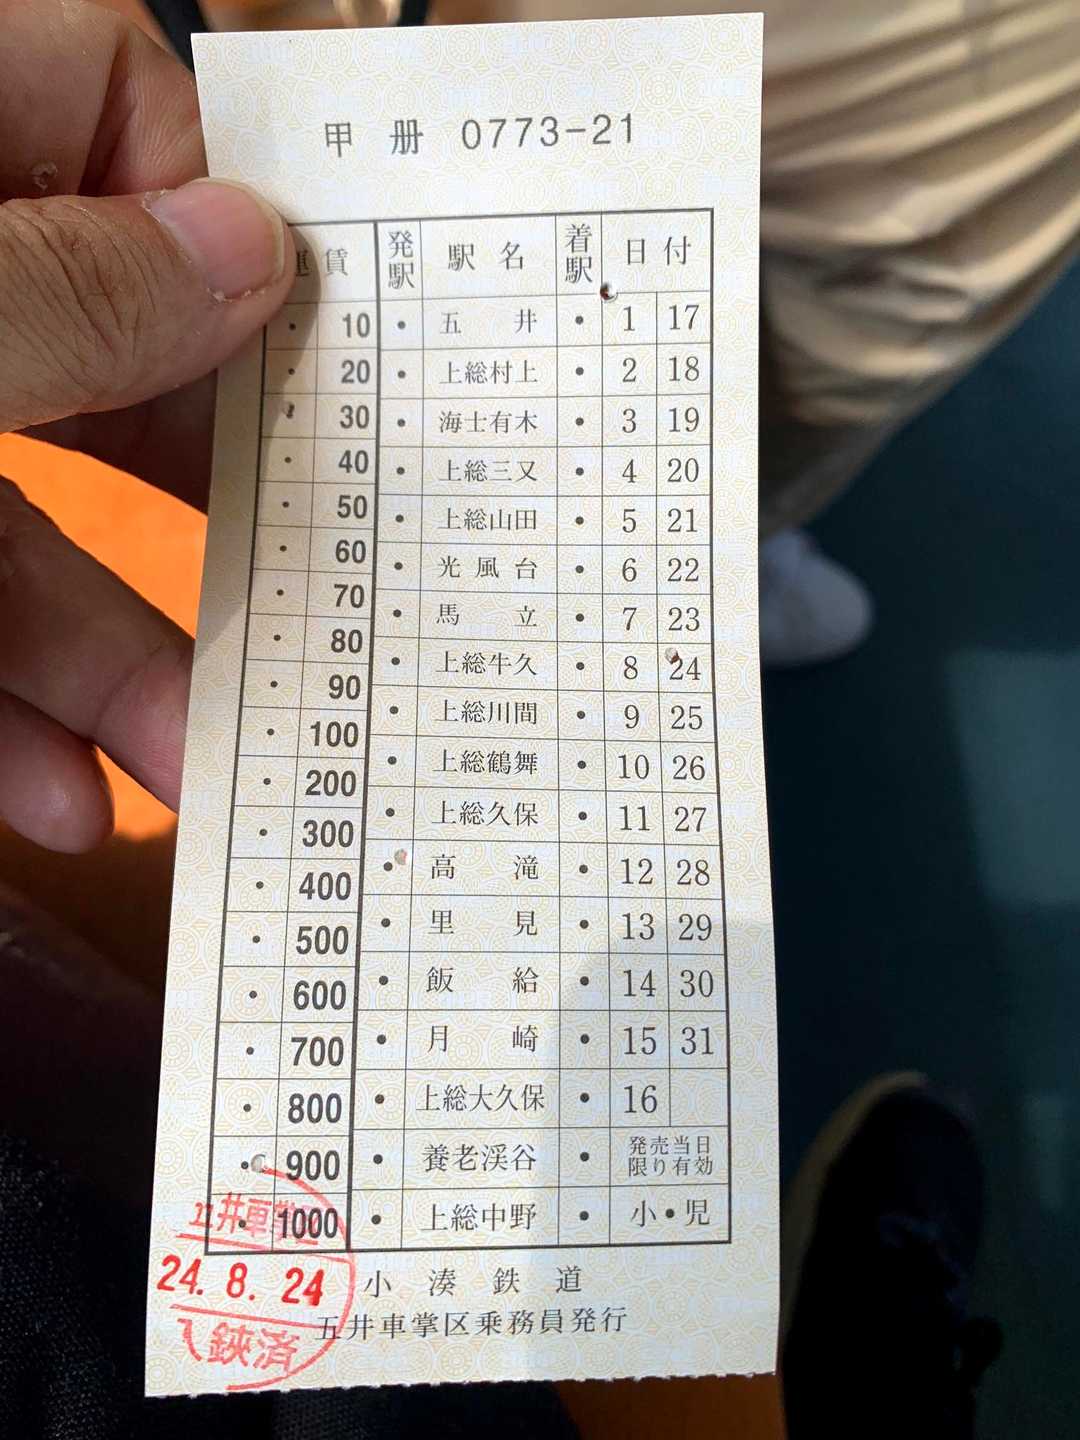 甲 册 0773-21
運 賃 発駅 駅 名 着駅 日 付
10 五 井 1 17
20 上総村上 2 18
30 海士有木 3 19
40 上総三又 4 20
50 上総山田 5 21
60 光風台 6 22
70 馬 立 7 23
80 上総牛久 8 24
90 上総川間 9 25
100 上総鶴舞 10 26
200 上総久保 11 27
300 高 滝 12 28
400 里 見 13 29
500 飯 給 14 30
600 月 崎 15 31
700 上総大久保 16
800 養老渓谷 発売当日
限り有効
900 上総中野 小・児
1000
五井車掌区
24. 8. 24
鋏済
小 湊 鉄 道
五井車掌区乗務員発行